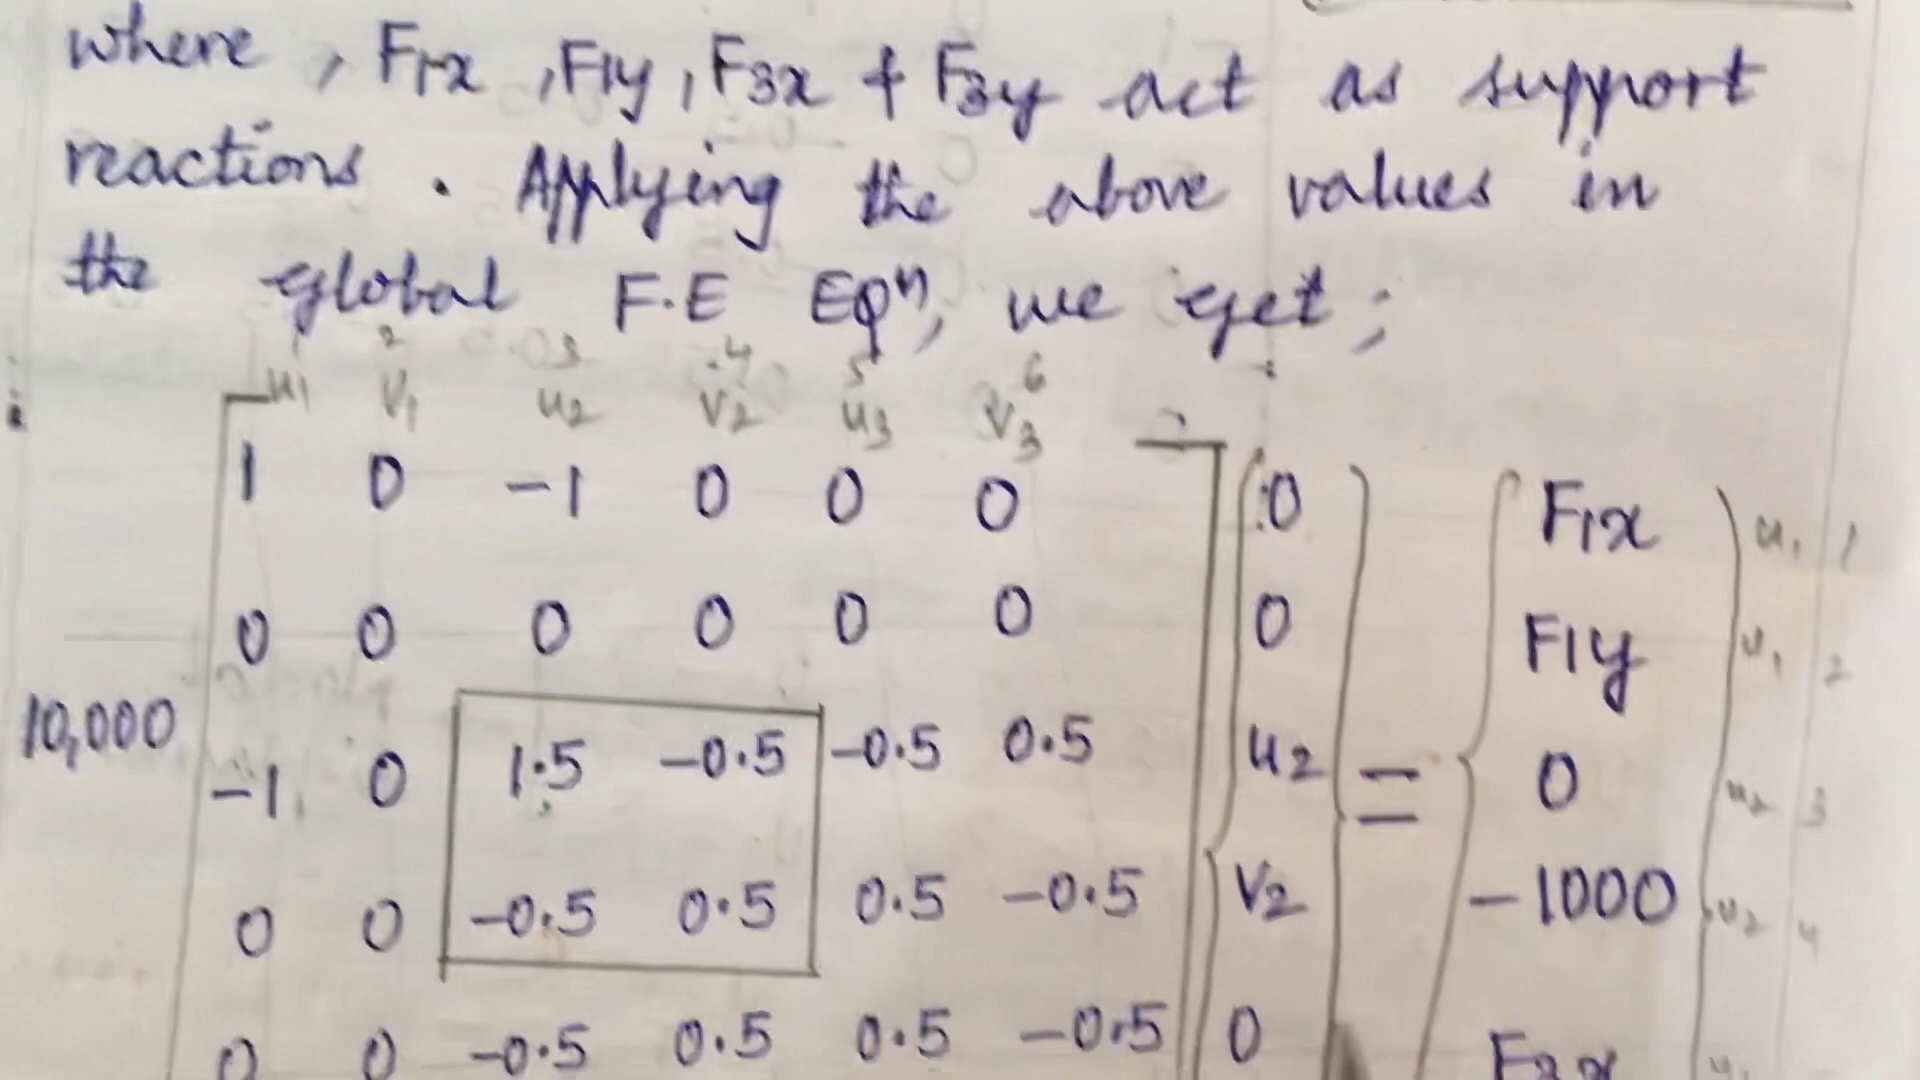 where, F1x, F1y, F3x & F3y act as support
reactions. Applying the above values in
the global F.E Eqⁿ, we get;
1 2 3 4 5 6
u1 v1 u2 v2 u3 v3
1 0 -1 0 0 0 0 F1x u1 1
0 0 0 0 0 0 0 F1y v1 2
10,000 -1 0 1.5 -0.5 -0.5 0.5 u2 = 0 u2 3
0 0 -0.5 0.5 0.5 -0.5 v2 -1000 v2 4
0 0 -0.5 0.5 0.5 -0.5 0 F3x